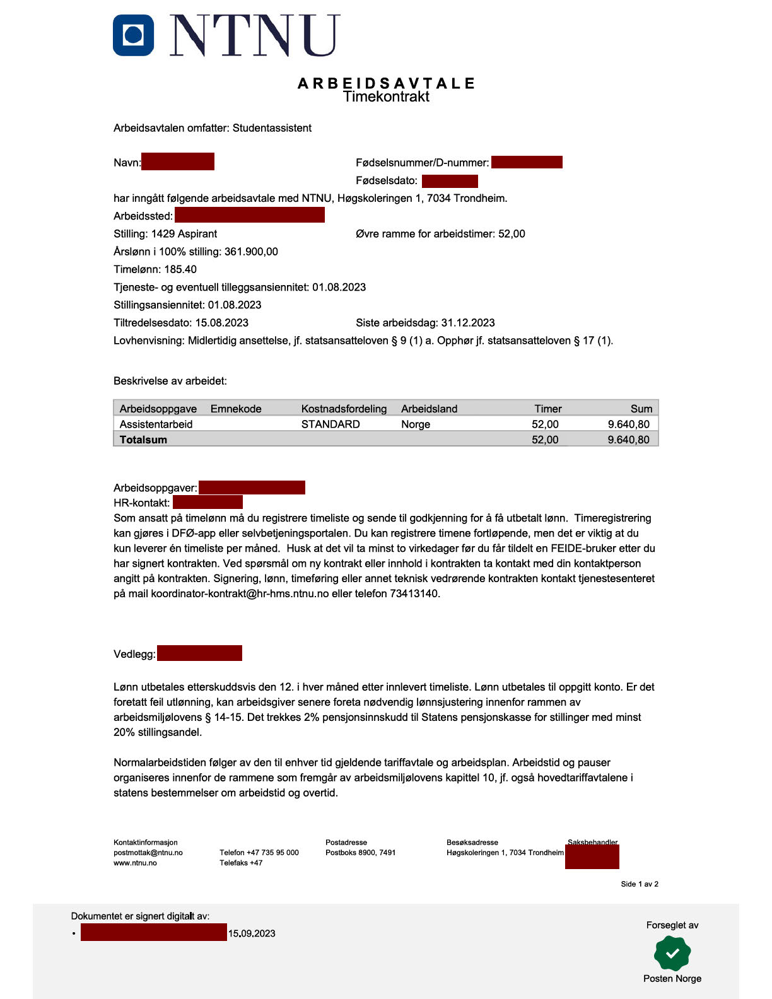 NTNU
ARBEIDSAVTALE
Timekontrakt
Arbeidsavtalen omfatter: Studentassistent
Navn: Fødselsnummer/D-nummer:
Fødselsdato:
har inngått følgende arbeidsavtale med NTNU, Høgskoleringen 1, 7034 Trondheim.
Arbeidssted:
Stilling: 1429 Aspirant Øvre ramme for arbeidstimer: 52,00
Årslønn i 100% stilling: 361.900,00
Timelønn: 185.40
Tjeneste- og eventuell tilleggsansiennitet: 01.08.2023
Stillingsansiennitet: 01.08.2023
Tiltredelsesdato: 15.08.2023 Siste arbeidsdag: 31.12.2023
Lovhenvisning: Midlertidig ansettelse, jf. statsansatteloven § 9 (1) a. Opphør jf. statsansatteloven § 17 (1).
Beskrivelse av arbeidet:
Arbeidsoppgave Emnekode Kostnadsfordeling Arbeidsland Timer Sum
Assistentarbeid STANDARD Norge 52,00 9.640,80
Totalsum 52,00 9.640,80
Arbeidsoppgaver:
HR-kontakt:
Som ansatt på timelønn må du registrere timeliste og sende til godkjenning for å få utbetalt lønn. Timeregistrering
kan gjøres i DFØ-app eller selvbetjeningsportalen. Du kan registrere timene fortløpende, men det er viktig at du
kun leverer én timeliste per måned. Husk at det vil ta minst to virkedager før du får tildelt en FEIDE-bruker etter du
har signert kontrakten. Ved spørsmål om ny kontrakt eller innhold i kontrakten ta kontakt med din kontaktperson
angitt på kontrakten. Signering, lønn, timeføring eller annet teknisk vedrørende kontrakten kontakt tjenestesenteret
på mail koordinator-kontrakt@hr-hms.ntnu.no eller telefon 73413140.
Vedlegg:
Lønn utbetales etterskuddsvis den 12. i hver måned etter innlevert timeliste. Lønn utbetales til oppgitt konto. Er det
foretatt feil utlønning, kan arbeidsgiver senere foreta nødvendig lønnsjustering innenfor rammen av
arbeidsmiljølovens § 14-15. Det trekkes 2% pensjonsinnskudd til Statens pensjonskasse for stillinger med minst
20% stillingsandel.
Normalarbeidstiden følger av den til enhver tid gjeldende tariffavtale og arbeidsplan. Arbeidstid og pauser
organiseres innenfor de rammene som fremgår av arbeidsmiljølovens kapittel 10, jf. også hovedtariffavtalene i
statens bestemmelser om arbeidstid og overtid.
Kontaktinformasjon Postadresse Besøksadresse Saksbehandler
postmottak@ntnu.no Telefon +47 735 95 000 Postboks 8900, 7491 Høgskoleringen 1, 7034 Trondheim
www.ntnu.no Telefaks +47
Side 1 av 2
Dokumentet er signert digitalt av:
• 15.09.2023
Forseglet av
Posten Norge